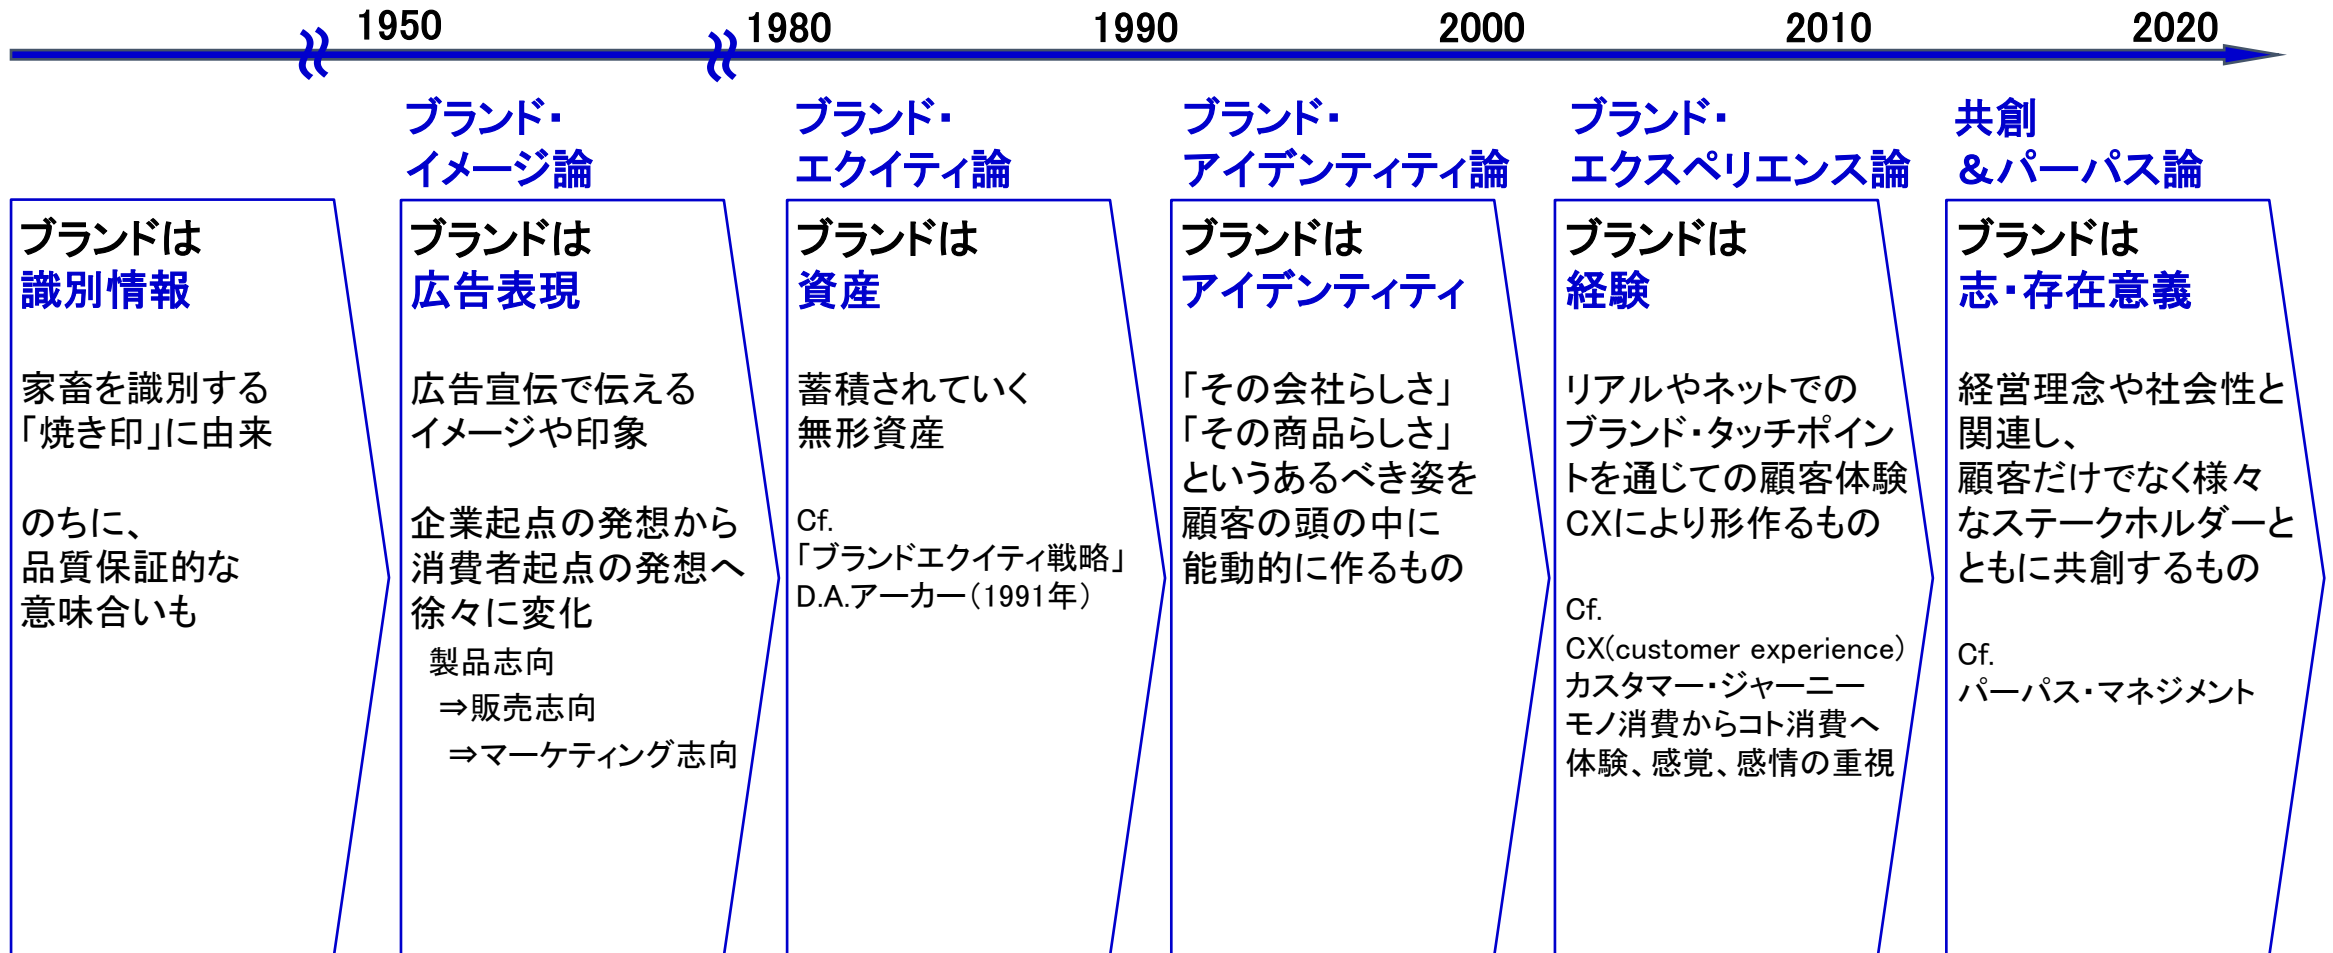 1950
1980
1990
2000
2010
2020
ブランドは
識別情報
家畜を識別する
「焼き印」に由来
のちに、
品質保証的な
意味合いも
ブランド・
イメージ論
ブランドは
広告表現
広告宣伝で伝える
イメージや印象
企業起点の発想から
消費者起点の発想へ
徐々に変化
製品志向
⇒販売志向
⇒マーケティング志向
ブランド・
エクイティ論
ブランドは
資産
蓄積されていく
無形資産
Cf.
「ブランドエクイティ戦略」
D.A.アーカー（1991年）
ブランド・
アイデンティティ論
ブランドは
アイデンティティ
「その会社らしさ」
「その商品らしさ」
というあるべき姿を
顧客の頭の中に
能動的に作るもの
ブランド・
エクスペリエンス論
ブランドは
経験
リアルやネットでの
ブランド・タッチポイン
トを通じての顧客体験
CXにより形作るもの
Cf.
CX(customer experience)
カスタマー・ジャーニー
モノ消費からコト消費へ
体験、感覚、感情の重視
共創
＆パーパス論
ブランドは
志・存在意義
経営理念や社会性と
関連し、
顧客だけでなく様々
なステークホルダーと
ともに共創するもの
Cf.
パーパス・マネジメント